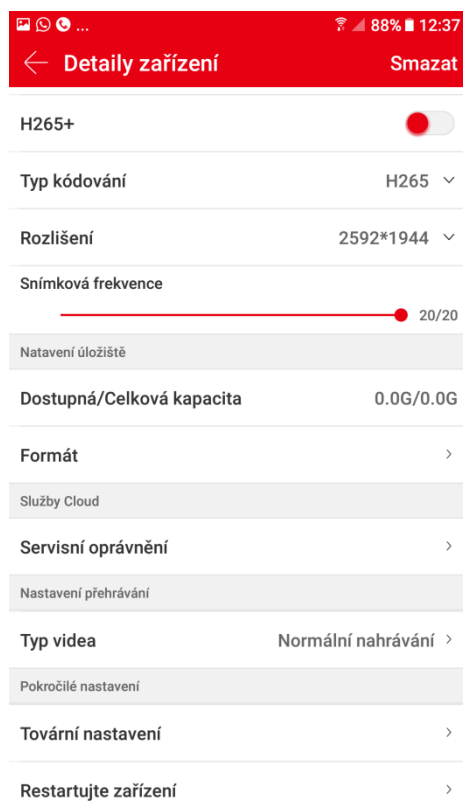 ... 88% 12:37
Detaily zařízení Smazat
H265+
Typ kódování H265
Rozlišení 2592*1944
Snímková frekvence
20/20
Natavení úložiště
Dostupná/Celková kapacita 0.0G/0.0G
Formát
Služby Cloud
Servisní oprávnění
Nastavení přehrávání
Typ videa Normální nahrávání
Pokročilé nastavení
Tovární nastavení
Restartujte zařízení